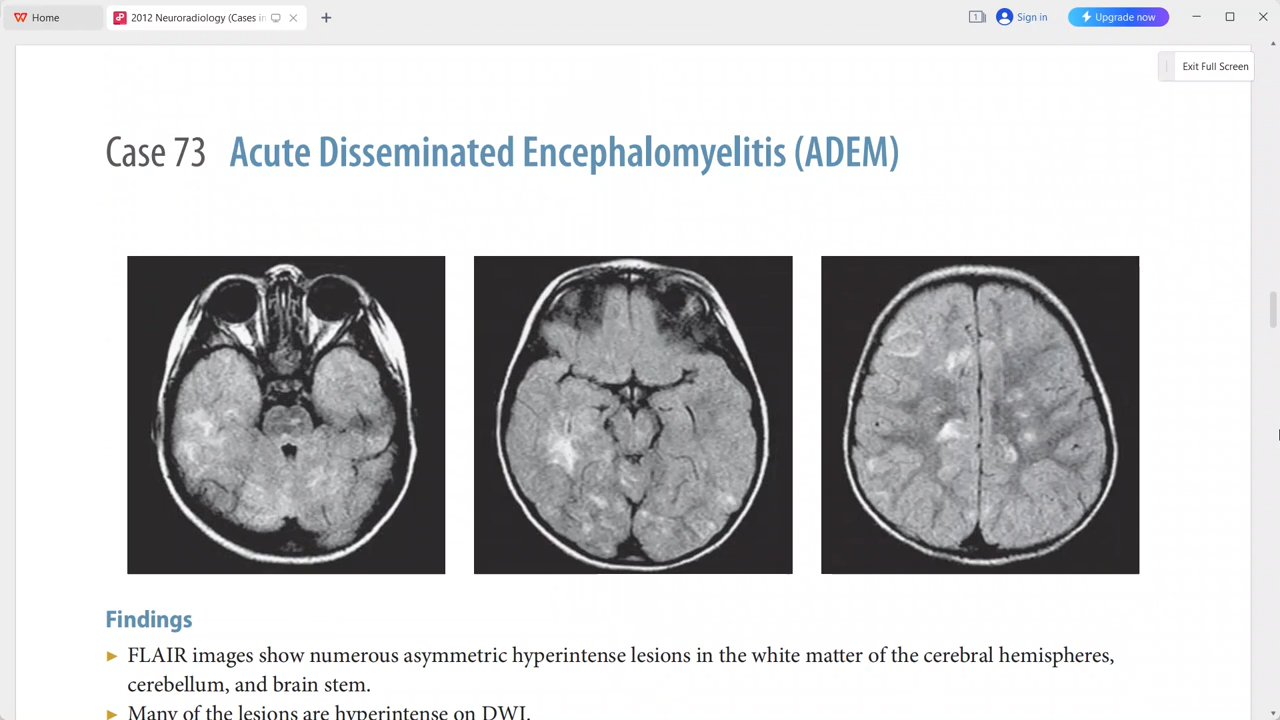 Home
2012 Neuroradiology (Cases in
1
Sign in
Upgrade now
Exit Full Screen
Case 73 Acute Disseminated Encephalomyelitis (ADEM)
Findings
► FLAIR images show numerous asymmetric hyperintense lesions in the white matter of the cerebral hemispheres,
cerebellum, and brain stem.
► Many of the lesions are hyperintense on DWI.